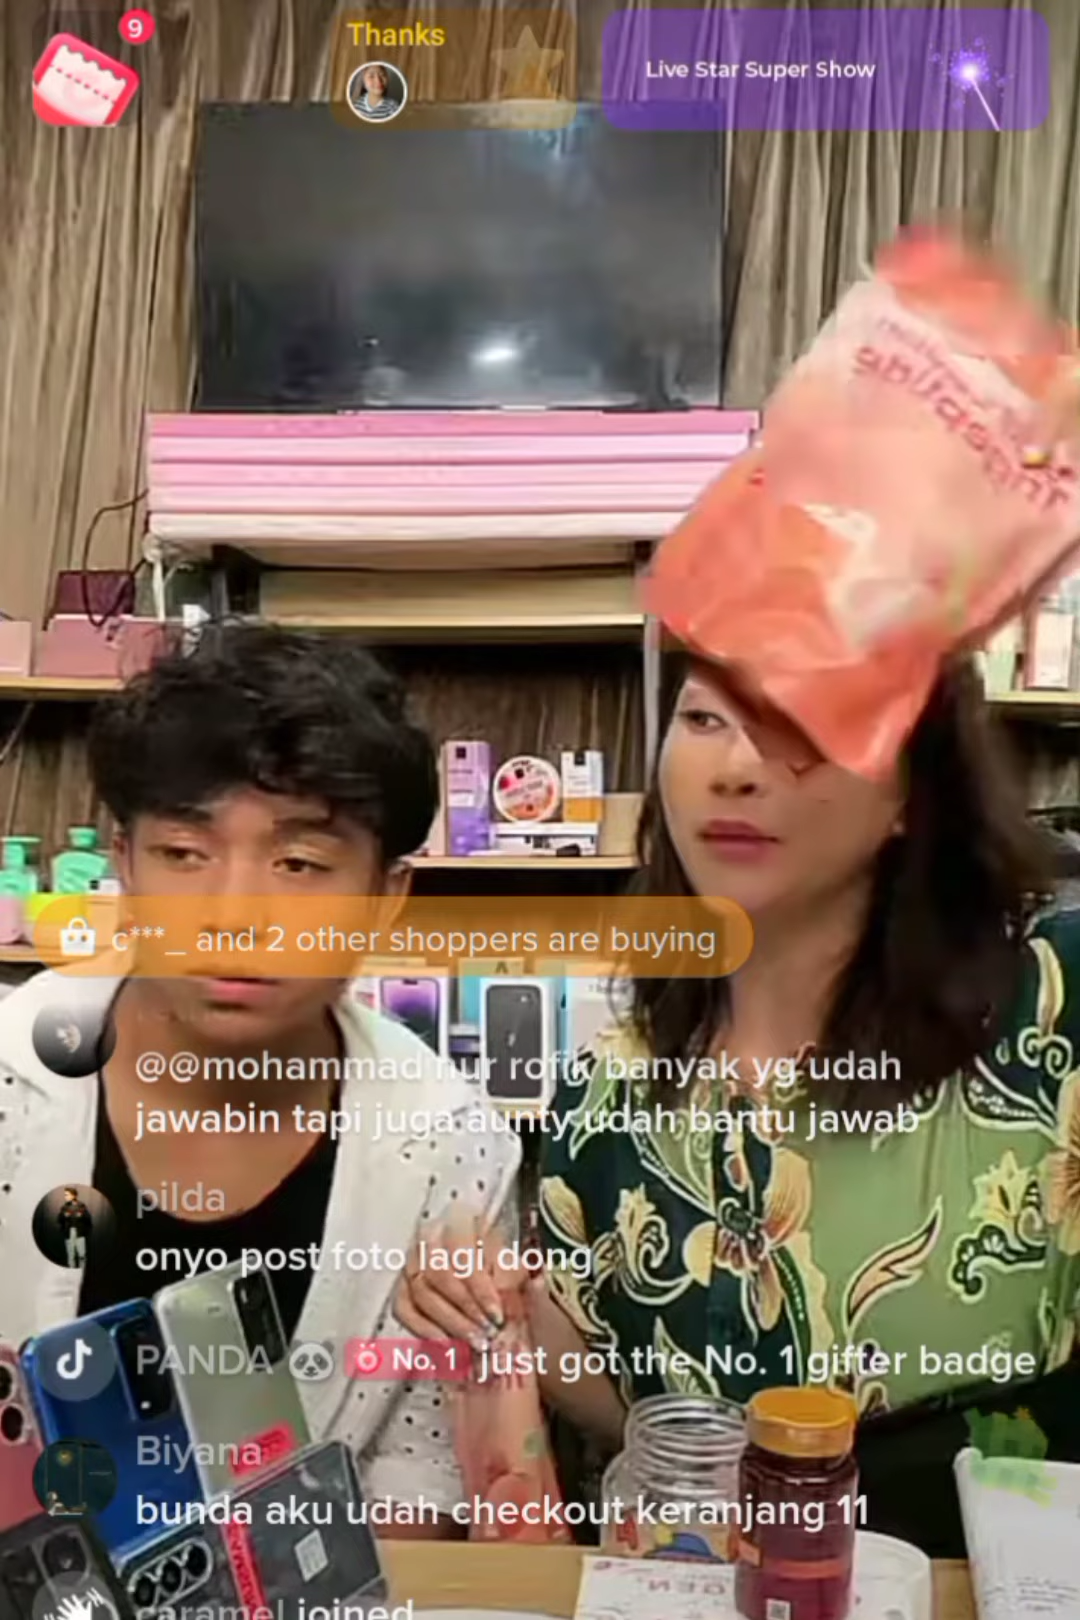 9
Thanks
Live Star Super Show
c***_ and 2 other shoppers are buying
@@mohammad nur rofik banyak yg udah
jawabin tapi juga aunty udah bantu jawab
pilda
onyo post foto lagi dong
PANDA 🐼 No. 1 just got the No. 1 gifter badge
Biyana
bunda aku udah checkout keranjang 11
caramel joined